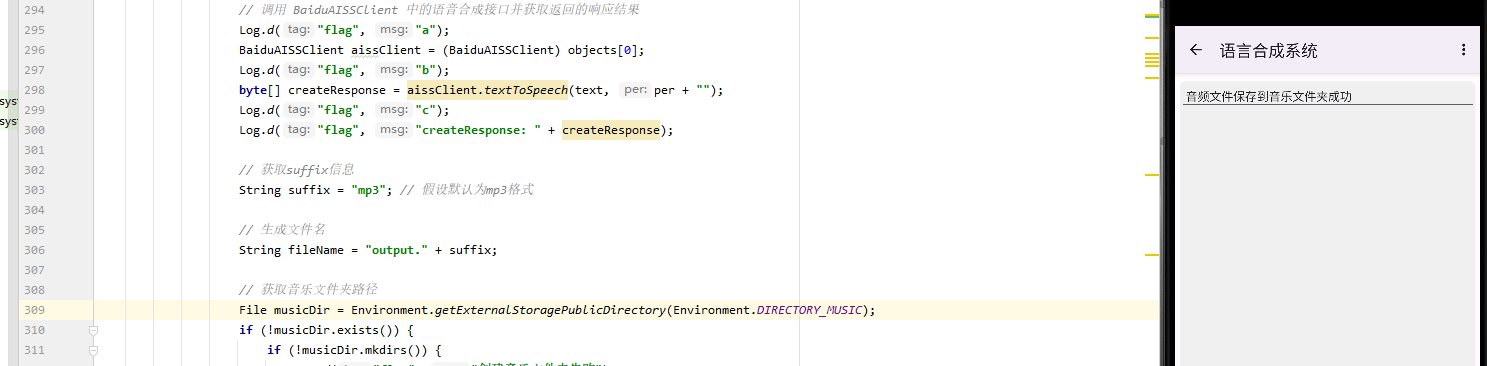 294 // 调用 BaiduAISSClient 中的语音合成接口并获取返回的响应结果
295 Log.d( tag: "flag", msg: "a");
296 BaiduAISSClient aissClient = (BaiduAISSClient) objects[0];
297 Log.d( tag: "flag", msg: "b");
298 byte[] createResponse = aissClient.textToSpeech(text, per: per + "");
299 Log.d( tag: "flag", msg: "c");
300 Log.d( tag: "flag", msg: "createResponse: " + createResponse);
301
302 // 获取suffix信息
303 String suffix = "mp3"; // 假设默认为mp3格式
304
305 // 生成文件名
306 String fileName = "output." + suffix;
307
308 // 获取音乐文件夹路径
309 File musicDir = Environment.getExternalStoragePublicDirectory(Environment.DIRECTORY_MUSIC);
310 if (!musicDir.exists()) {
311 if (!musicDir.mkdirs()) {
sys
sys
语言合成系统
音频文件保存到音乐文件夹成功